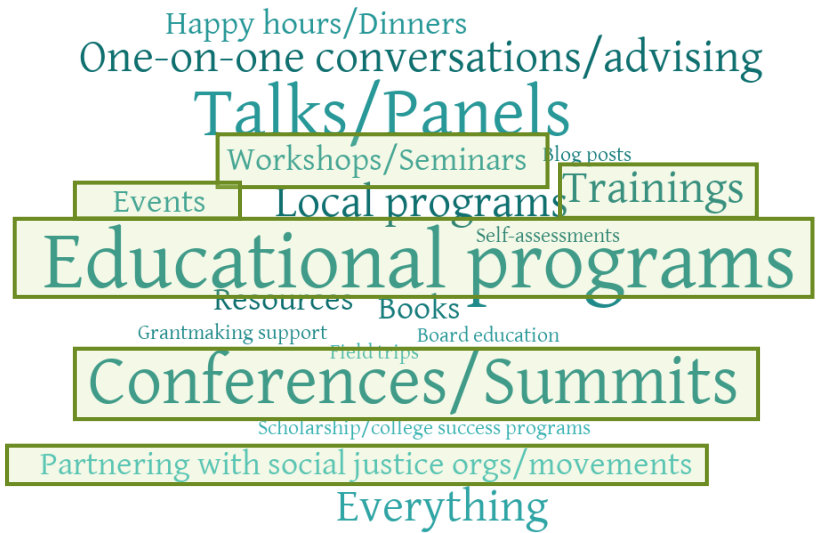 Happy hours/Dinners
One-on-one conversations/advising
Talks/Panels
Workshops/Seminars
Blog posts
Trainings
Events
Local programs
Self-assessments
Educational programs
Resources
Books
Grantmaking support
Board education
Field trips
Conferences/Summits
Scholarship/college success programs
Partnering with social justice orgs/movements
Everything